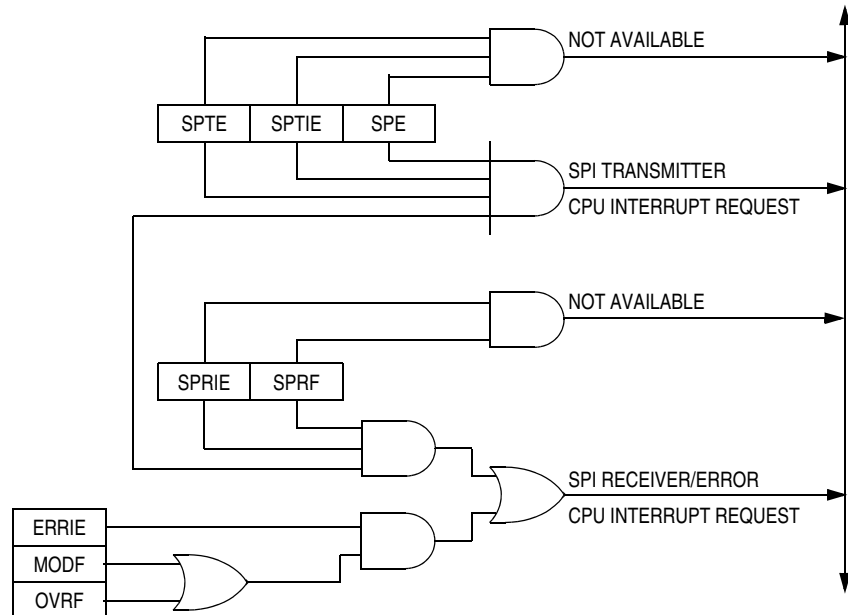 NOT AVAILABLE
SPTE SPTIE SPE
SPI TRANSMITTER
CPU INTERRUPT REQUEST
NOT AVAILABLE
SPRIE SPRF
SPI RECEIVER/ERROR
CPU INTERRUPT REQUEST
ERRIE
MODF
OVRF